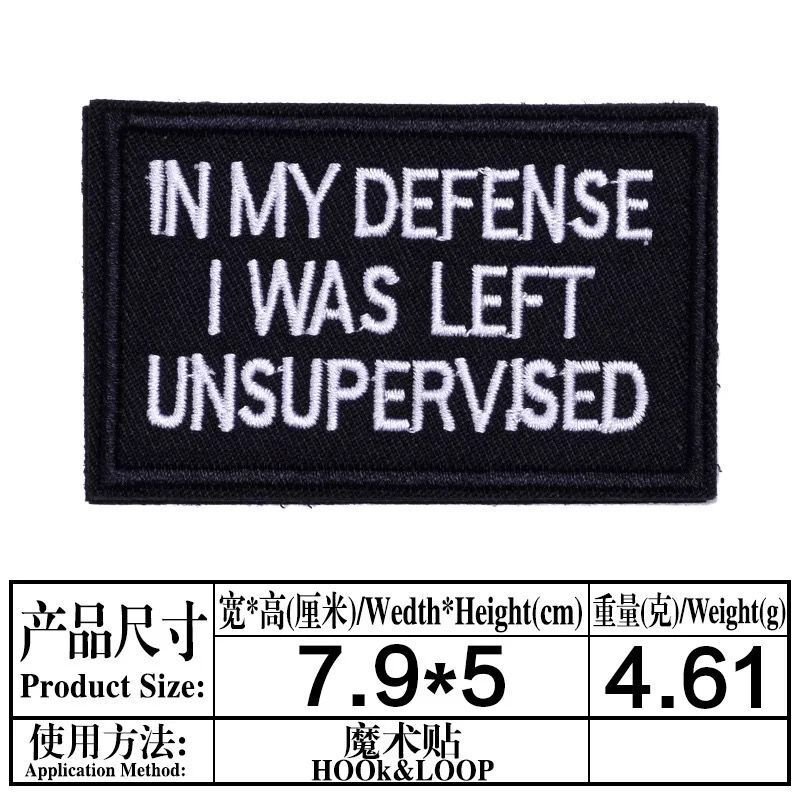 IN MY DEFENSE
I WAS LEFT
UNSUPERVISED
产品尺寸
Product Size:
宽*高(厘米)/Wedth*Height(cm)
7.9*5
重量(克)/Weight(g)
4.61
使用方法:
Application Method:
魔术贴
HOOk&LOOP